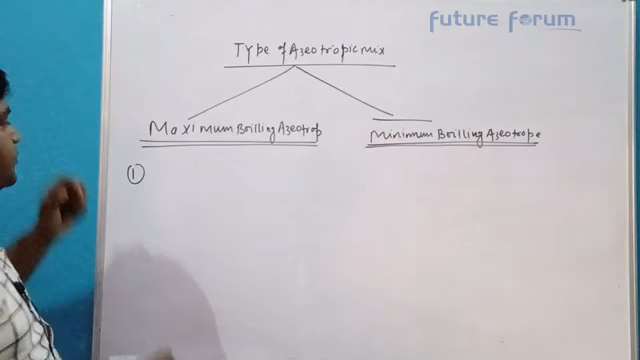 future forum
Type of Azeotropic mix
Maximum Boilling Azeotrop
Minimum Boilling Azeotrope
1